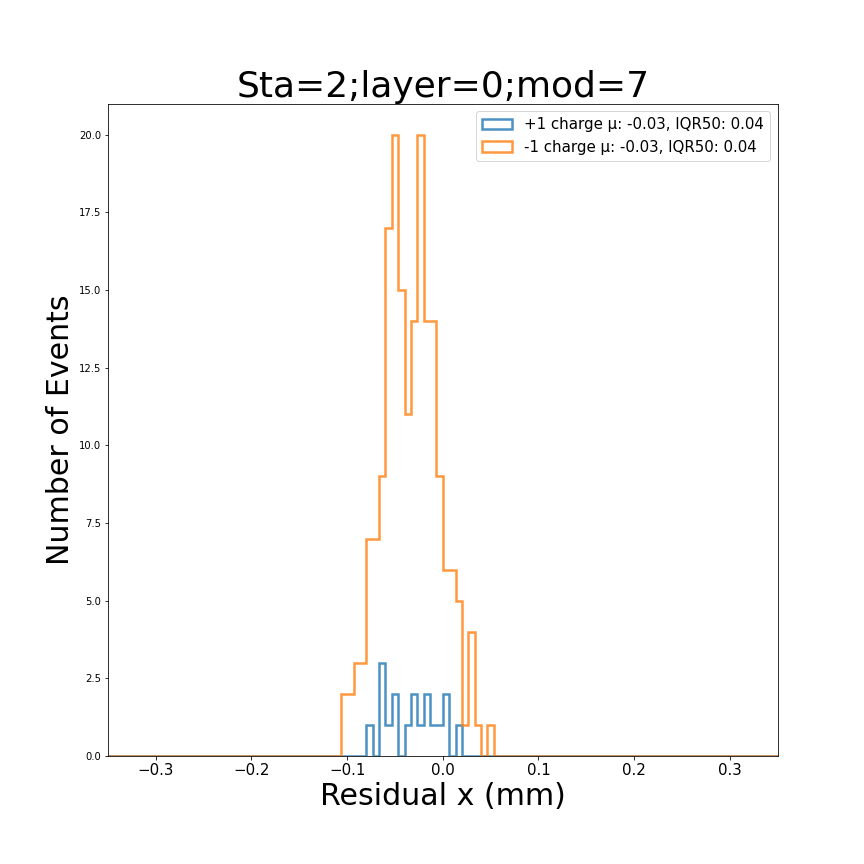 Sta=2;layer=0;mod=7
+1 charge μ: -0.03, IQR50: 0.04
-1 charge μ: -0.03, IQR50: 0.04
Number of Events
20.0
17.5
15.0
12.5
10.0
7.5
5.0
2.5
0.0
−0.3 −0.2 −0.1 0.0 0.1 0.2 0.3
Residual x (mm)